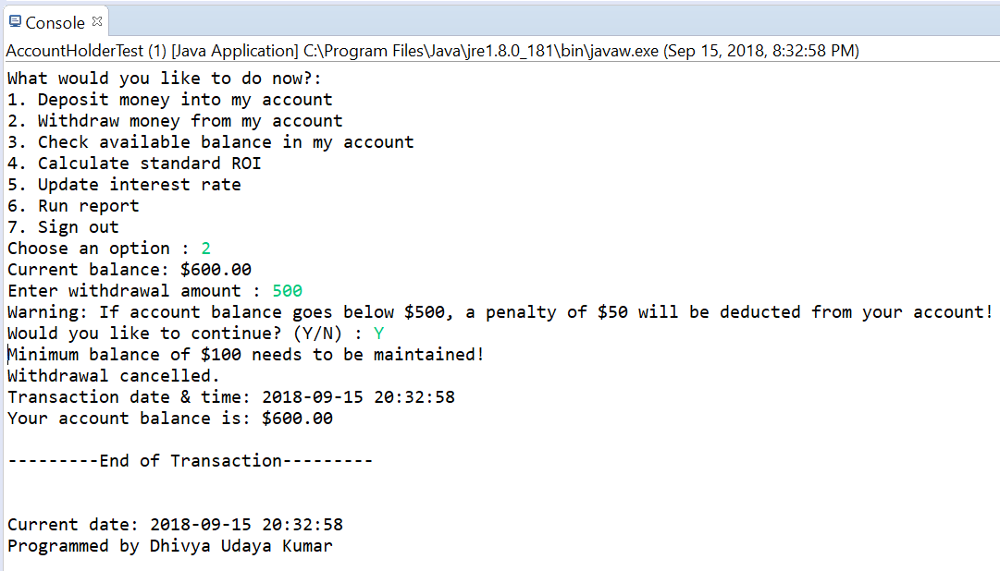 Console
AccountHolderTest (1) [Java Application] C:\Program Files\Java\jre1.8.0_181\bin\javaw.exe (Sep 15, 2018, 8:32:58 PM)
What would you like to do now?:
1. Deposit money into my account
2. Withdraw money from my account
3. Check available balance in my account
4. Calculate standard ROI
5. Update interest rate
6. Run report
7. Sign out
Choose an option : 2
Current balance: $600.00
Enter withdrawal amount : 500
Warning: If account balance goes below $500, a penalty of $50 will be deducted from your account!
Would you like to continue? (Y/N) : Y
Minimum balance of $100 needs to be maintained!
Withdrawal cancelled.
Transaction date & time: 2018-09-15 20:32:58
Your account balance is: $600.00
---------End of Transaction---------
Current date: 2018-09-15 20:32:58
Programmed by Dhivya Udaya Kumar